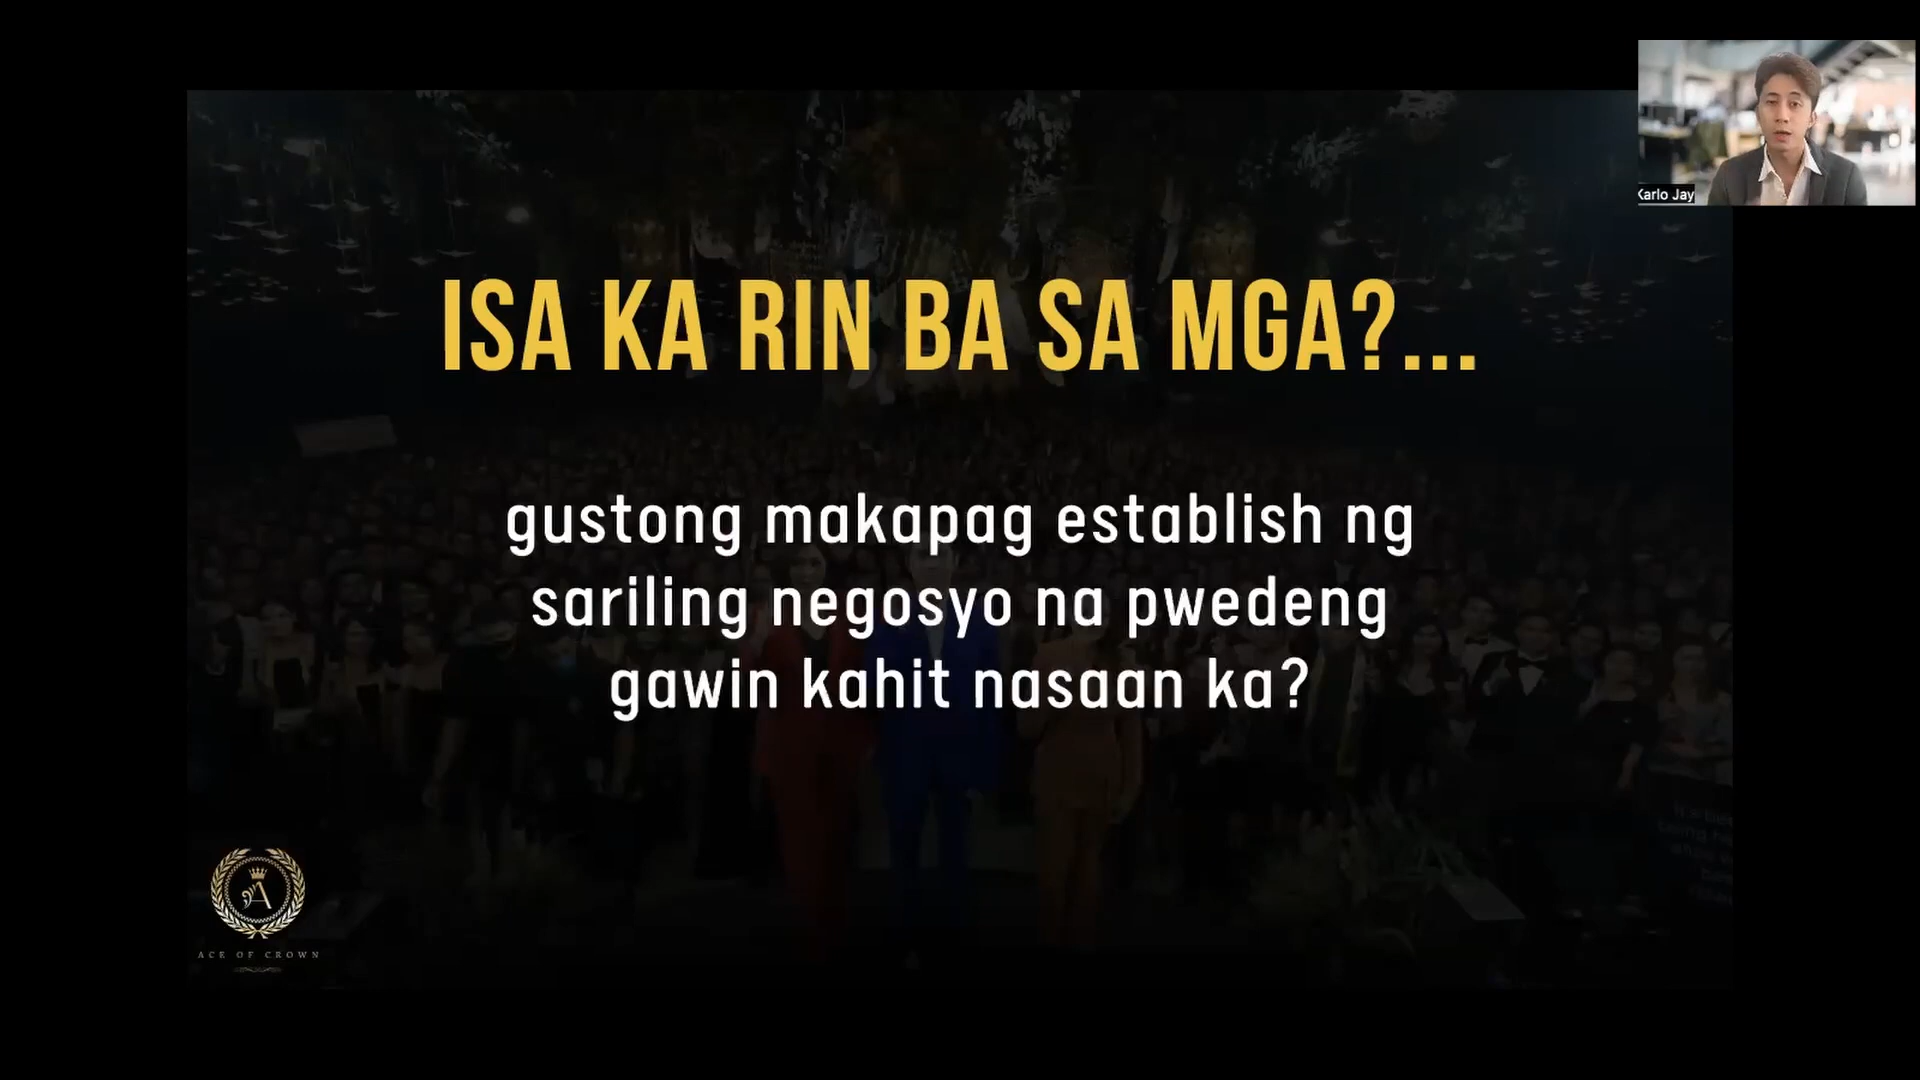 Karlo Jay
ISA KA RIN BA SA MGA?...
gustong makapag establish ng
sariling negosyo na pwedeng
gawin kahit nasaan ka?
A
ACE OF CROWN